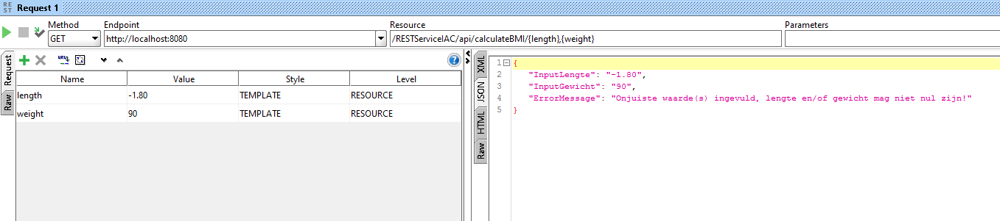 RE ST Request 1
Method Endpoint Resource Parameters
GET http://localhost:8080 /RESTServiceIAC/api/calculateBMI/{length},{weight}
Request
Raw
Name Value Style Level
length -1.80 TEMPLATE RESOURCE
weight 90 TEMPLATE RESOURCE
XML
JSON
HTML
Raw
1 {
2 "InputLengte": "-1.80",
3 "InputGewicht": "90",
4 "ErrorMessage": "Onjuiste waarde(s) ingevuld, lengte en/of gewicht mag niet nul zijn!"
5 }